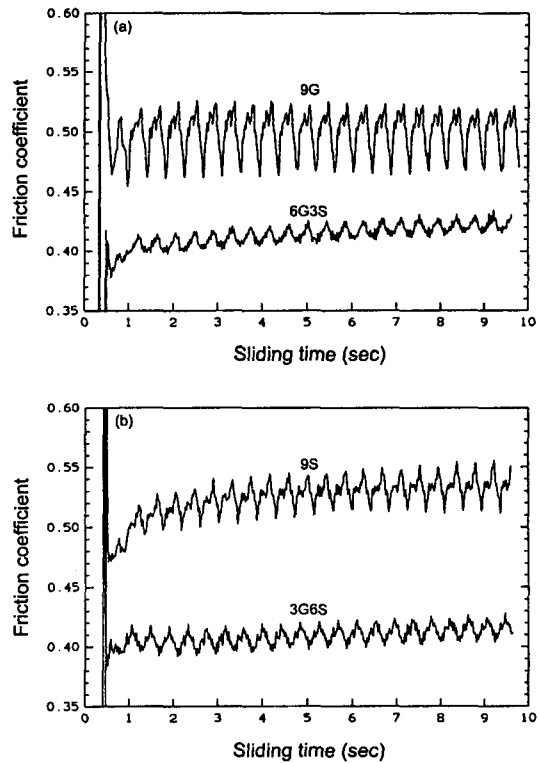 (a)
0.60
0.55
0.50
0.45
0.40
0.35
Friction coefficient
9G
6G3S
0 1 2 3 4 5 6 7 8 9 10
Sliding time (sec)
(b)
0.60
0.55
0.50
0.45
0.40
0.35
Friction coefficient
9S
3G6S
0 1 2 3 4 5 6 7 8 9 10
Sliding time (sec)